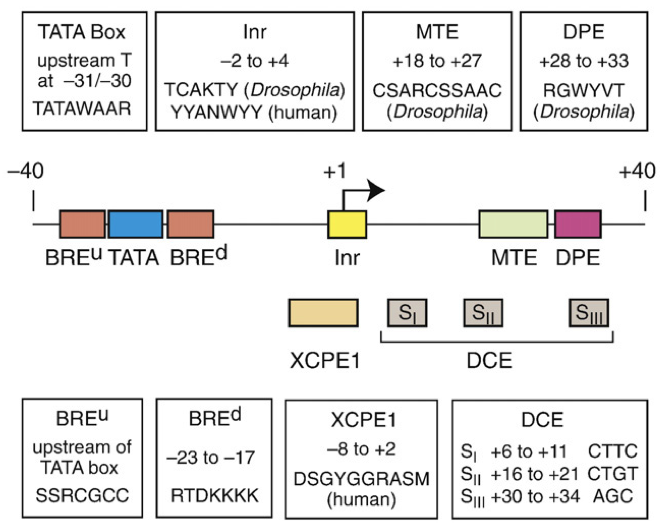 TATA Box
upstream T
at –31/–30
TATAWAAR
Inr
–2 to +4
TCAKTY (Drosophila)
YYANWYY (human)
MTE
+18 to +27
CSARCSSAAC
(Drosophila)
DPE
+28 to +33
RGWYVT
(Drosophila)
–40
+1
+40
BREu TATA BREd
Inr
MTE DPE
SI SII SIII
XCPE1
DCE
BREu
upstream of
TATA box
SSRCGCC
BREd
–23 to –17
RTDKKKK
XCPE1
–8 to +2
DSGYGGRASM
(human)
DCE
SI +6 to +11 CTTC
SII +16 to +21 CTGT
SIII +30 to +34 AGC